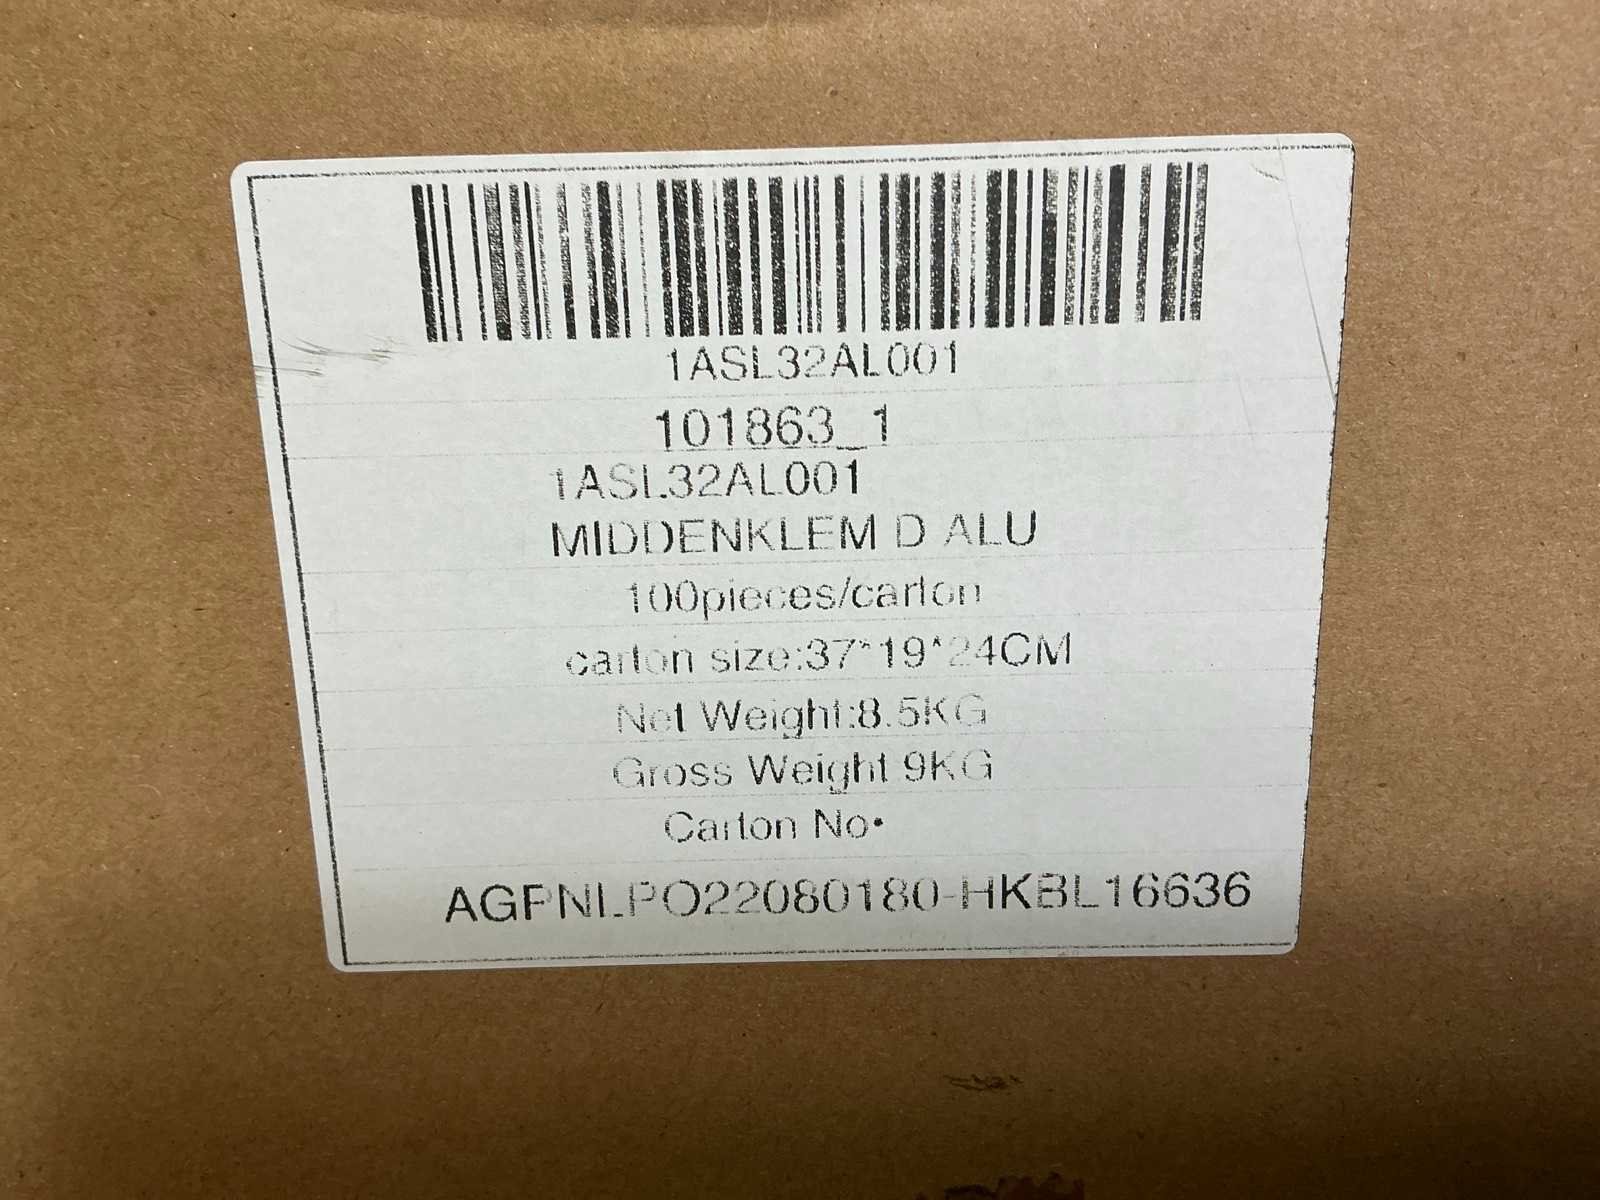 1ASL32AL001
101863_1
1ASL32AL001
MIDDENKLEM D ALU
100pieces/carton
carton size:37*19*24CM
Net Weight:8.5KG
Gross Weight:9KG
Carton No•
AGPNLPO22080180-HKBL16636